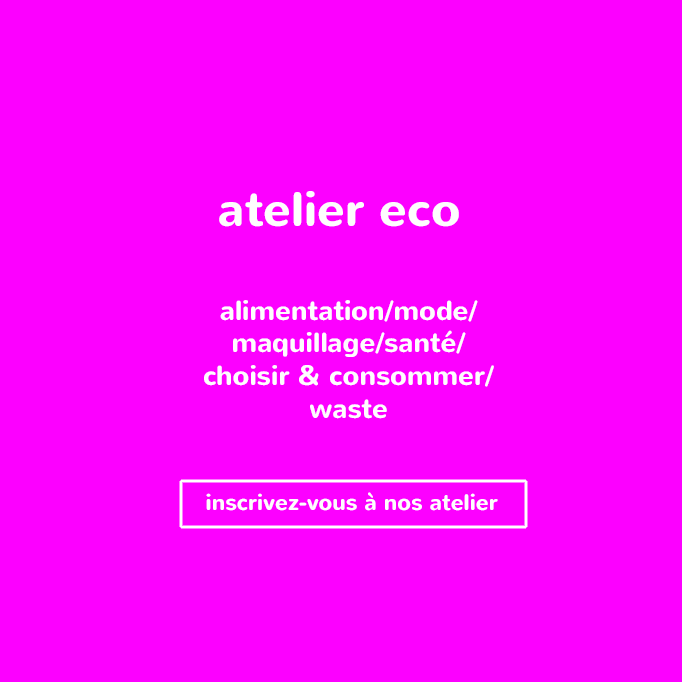 atelier eco
alimentation/mode/
maquillage/santé/
choisir & consommer/
waste
inscrivez-vous à nos atelier